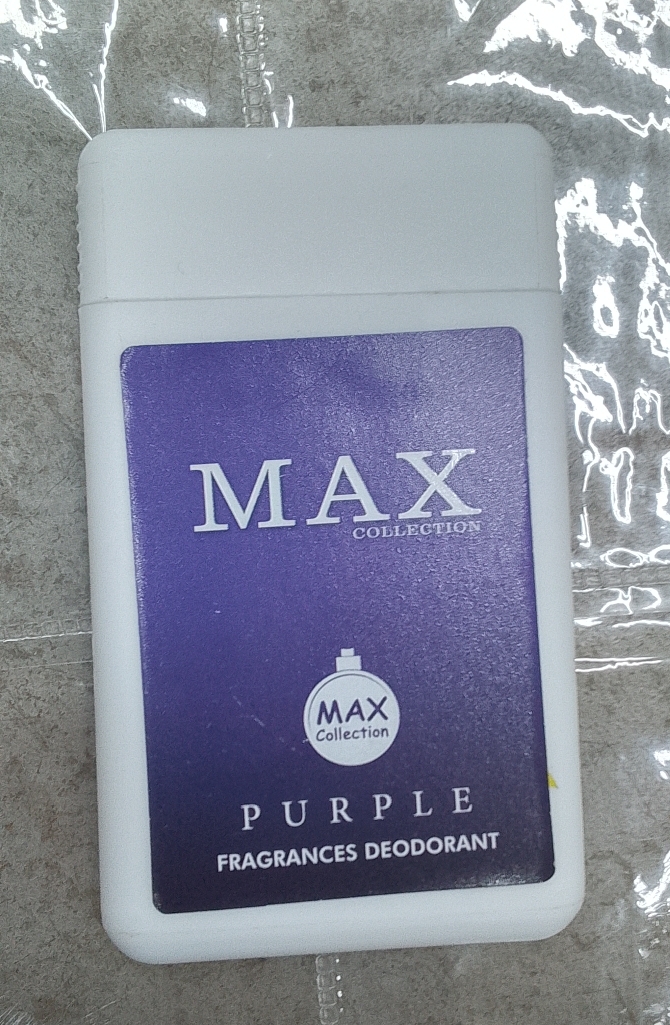 MAX
COLLECTION
MAX
Collection
PURPLE
FRAGRANCES DEODORANT